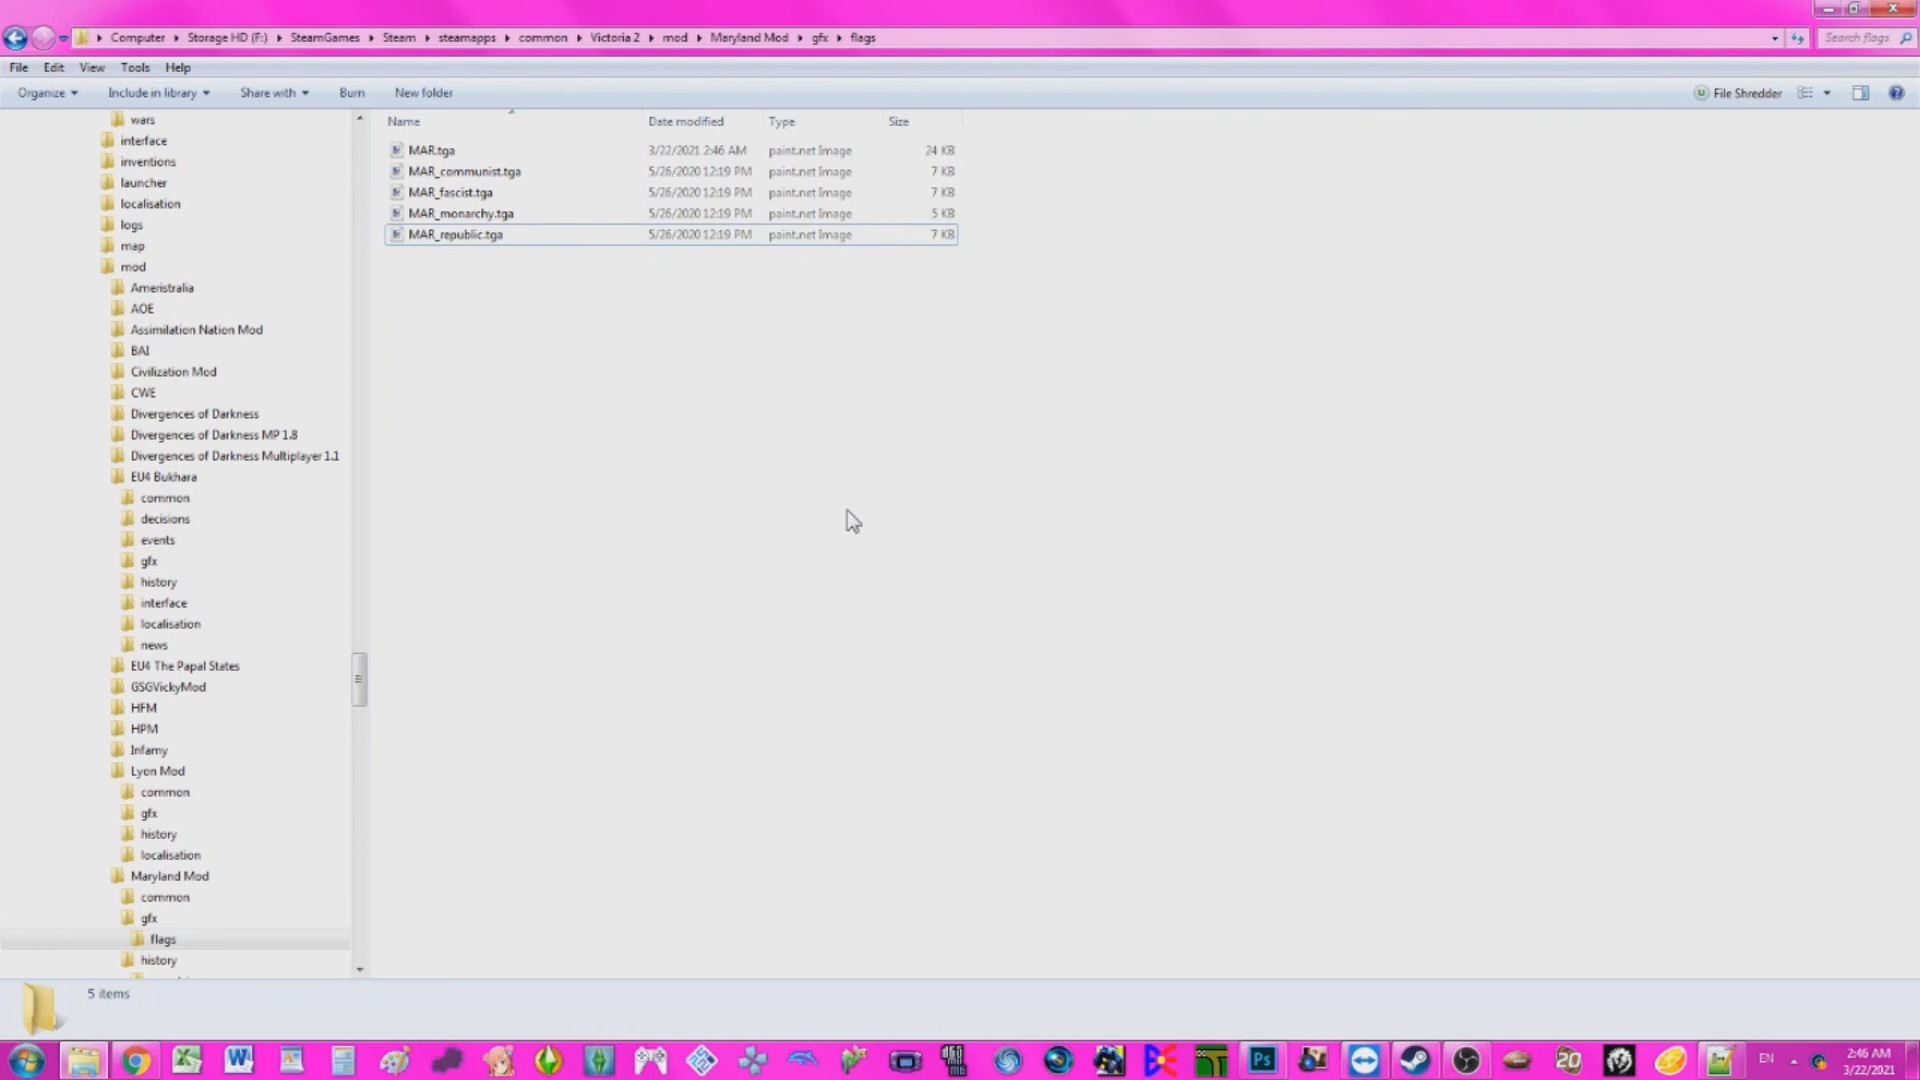 Computer ▸ Storage HD (F:) ▸ SteamGames ▸ Steam ▸ steamapps ▸ common ▸ Victoria 2 ▸ mod ▸ Maryland Mod ▸ gfx ▸ flags
Search flags
File Edit View Tools Help
Organize Include in library Share with Burn New folder
File Shredder
wars
interface
inventions
launcher
localisation
logs
map
mod
Ameristralia
AOE
Assimilation Nation Mod
BAI
Civilization Mod
CWE
Divergences of Darkness
Divergences of Darkness MP 1.8
Divergences of Darkness Multiplayer 1.1
EU4 Bukhara
common
decisions
events
gfx
history
interface
localisation
news
EU4 The Papal States
GSGVickyMod
HFM
HPM
Infamy
Lyon Mod
common
gfx
history
localisation
Maryland Mod
common
gfx
flags
history
Name Date modified Type Size
MAR.tga 3/22/2021 2:46 AM paint.net Image 24 KB
MAR_communist.tga 5/26/2020 12:19 PM paint.net Image 7 KB
MAR_fascist.tga 5/26/2020 12:19 PM paint.net Image 7 KB
MAR_monarchy.tga 5/26/2020 12:19 PM paint.net Image 5 KB
MAR_republic.tga 5/26/2020 12:19 PM paint.net Image 7 KB
5 items
Ps
20
EN
2:46 AM
3/22/2021